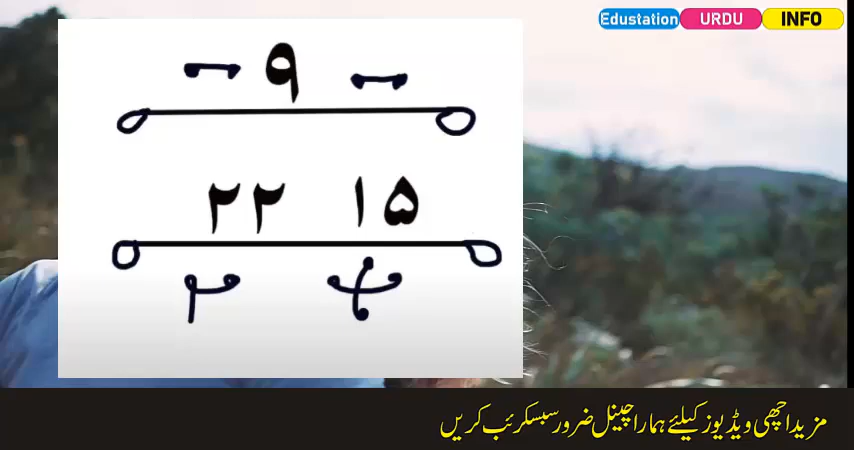 Edustation URDU INFO
۹
۲۲ ۱۵
مزید اچھی ویڈیوز کیلئے ہمارا چینل ضرور سبسکرائب کریں